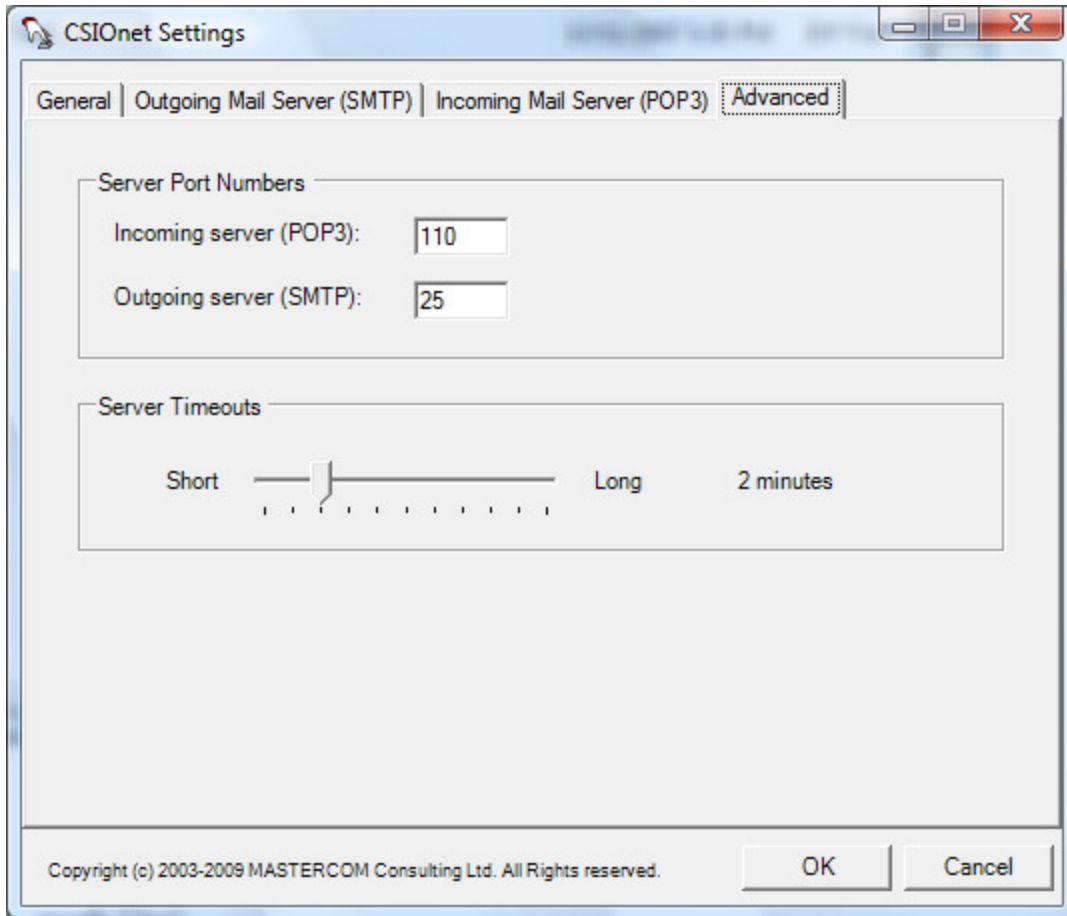 CSIOnet Settings
General
Outgoing Mail Server (SMTP)
Incoming Mail Server (POP3)
Advanced
Server Port Numbers
Incoming server (POP3): 110
Outgoing server (SMTP): 25
Server Timeouts
Short Long 2 minutes
Copyright (c) 2003-2009 MASTERCOM Consulting Ltd. All Rights reserved.
OK
Cancel